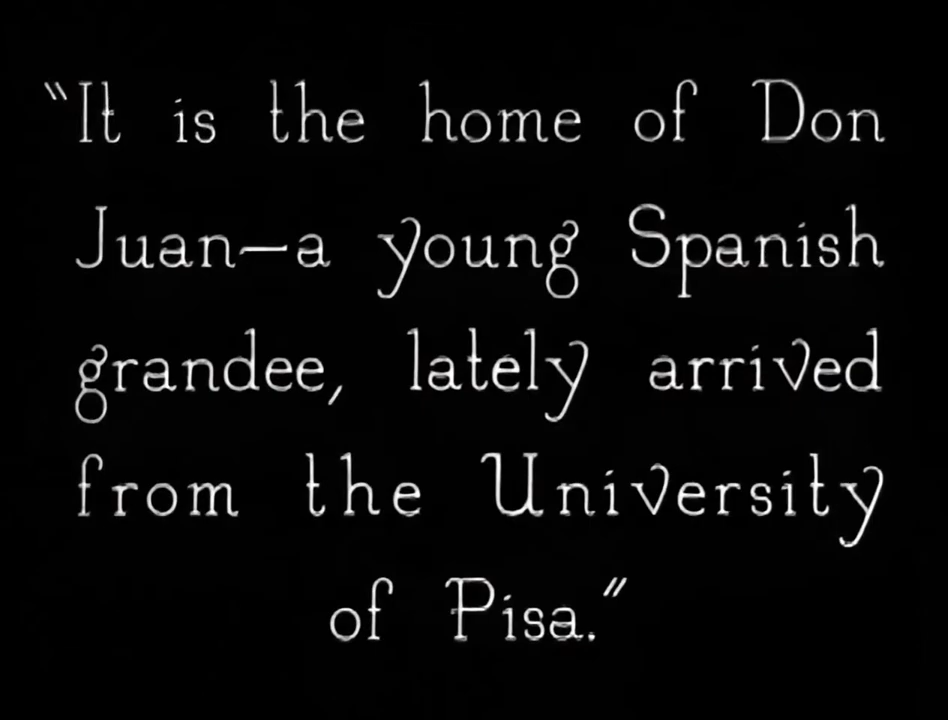 "It is the home of Don
Juan—a young Spanish
grandee, lately arrived
from the University
of Pisa."